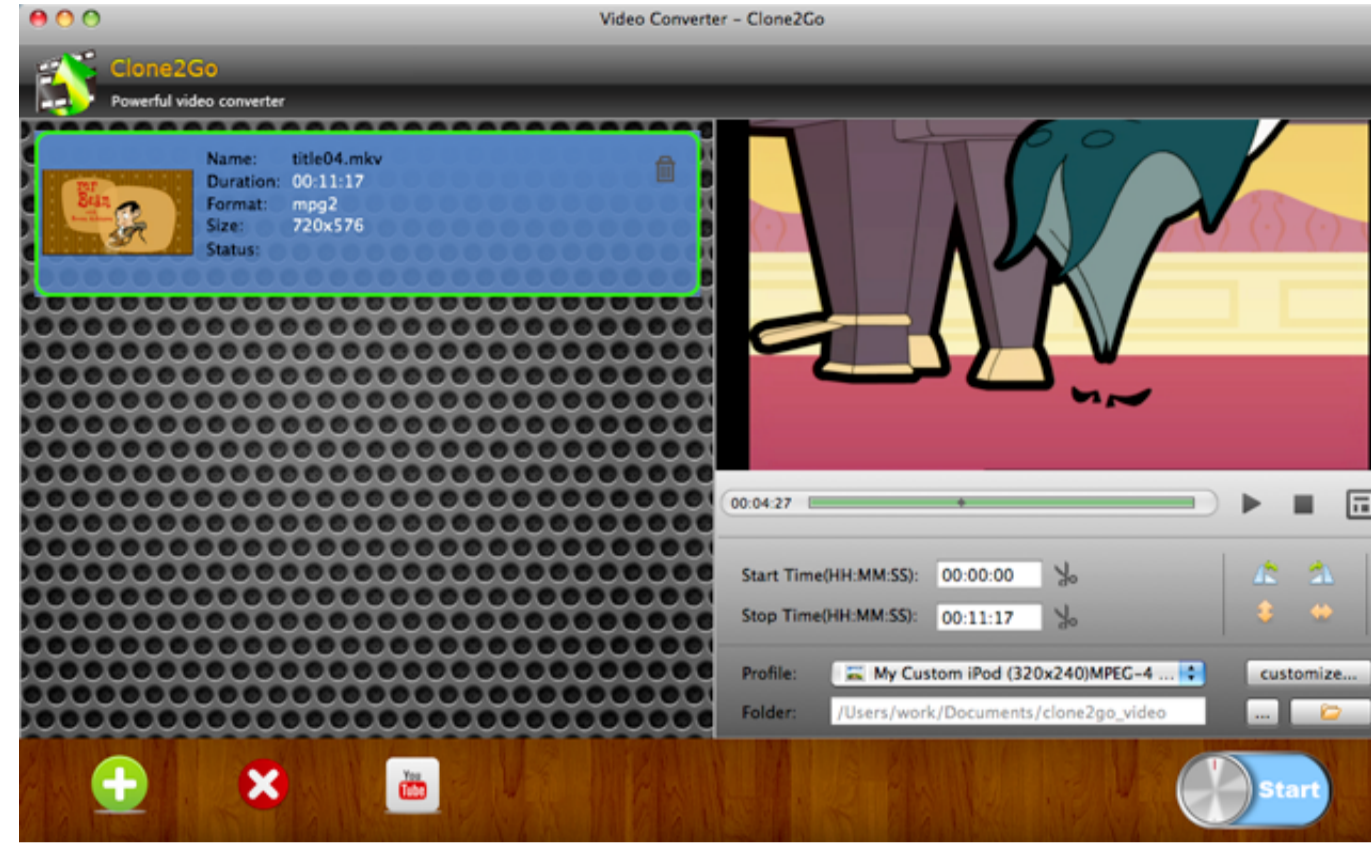 Video Converter – Clone2Go
Clone2Go
Powerful video converter
Name: title04.mkv
Duration: 00:11:17
Format: mpg2
Size: 720x576
Status:
Bean
00:04:27
Start Time(HH:MM:SS): 00:00:00
Stop Time(HH:MM:SS): 00:11:17
Profile: My Custom iPod (320x240)MPEG-4 ... customize...
Folder: /Users/work/Documents/clone2go_video ...
You
Tube
Start